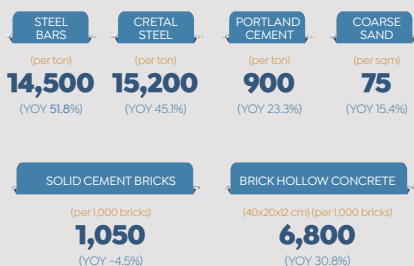 STEEL BARS
CRETAL STEEL
PORTLAND CEMENT
COARSE SAND
(per ton)
(per ton)
(per ton)
(per sqm)
14,500
15,200
900
75
(YOY 51.8%)
(YOY 45.1%)
(YOY 23.3%)
(YOY 15.4%)
SOLID CEMENT BRICKS
BRICK HOLLOW CONCRETE
(per 1,000 bricks)
(40x20x12 cm) (per 1,000 bricks)
1,050
6,800
(YOY -4.5%)
(YOY 30.8%)